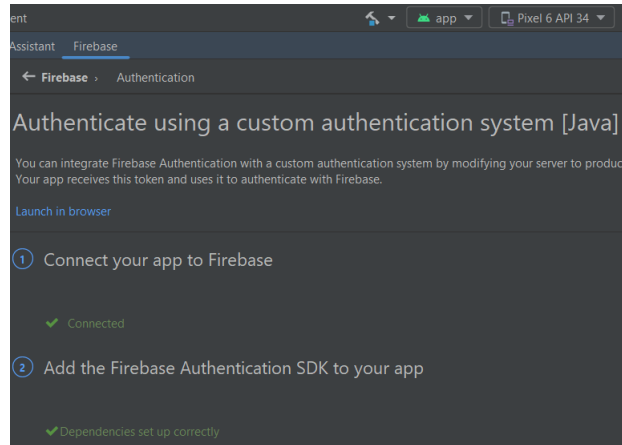 ent
app
Pixel 6 API 34
Assistant Firebase
Firebase › Authentication
Authenticate using a custom authentication system [Java]
You can integrate Firebase Authentication with a custom authentication system by modifying your server to produc
Your app receives this token and uses it to authenticate with Firebase.
Launch in browser
1 Connect your app to Firebase
Connected
2 Add the Firebase Authentication SDK to your app
Dependencies set up correctly